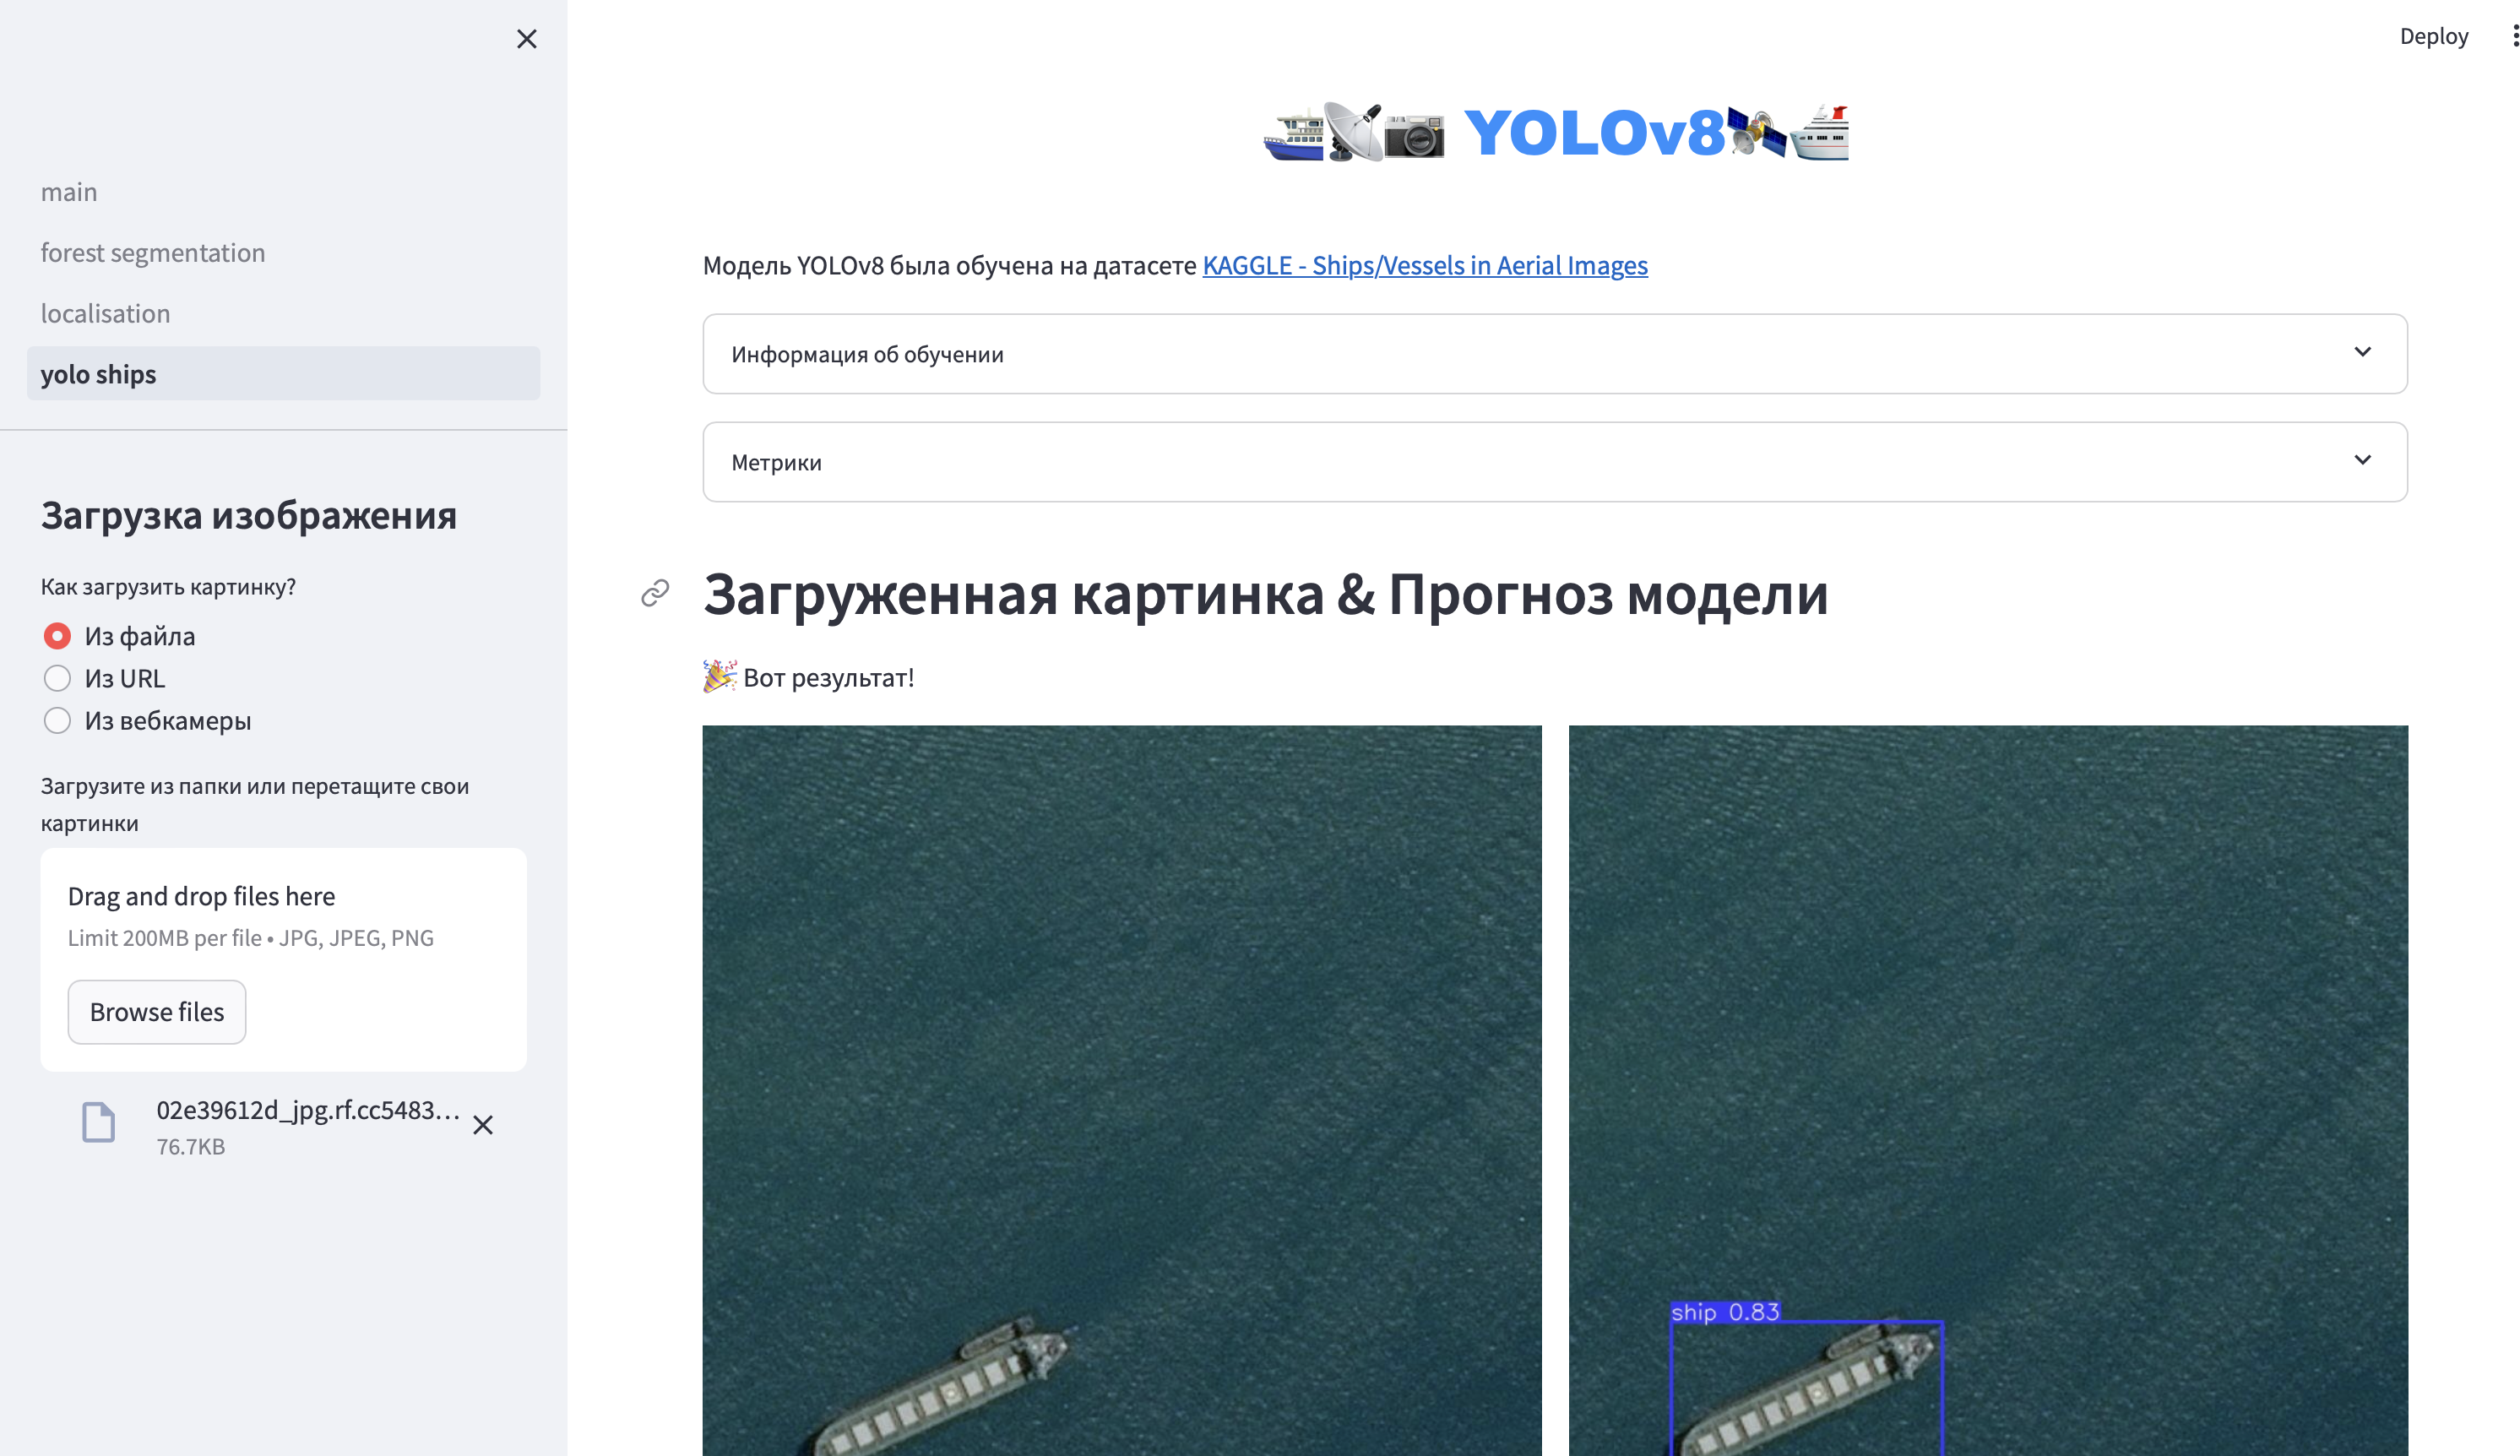 Deploy
main
forest segmentation
localisation
yolo ships
Загрузка изображения
Как загрузить картинку?
Из файла
Из URL
Из вебкамеры
Загрузите из папки или перетащите свои
картинки
Drag and drop files here
Limit 200MB per file • JPG, JPEG, PNG
Browse files
02e39612d_jpg.rf.cc5483…
76.7KB
YOLOv8
Модель YOLOv8 была обучена на датасете KAGGLE - Ships/Vessels in Aerial Images
Информация об обучении
Метрики
Загруженная картинка & Прогноз модели
🎉 Вот результат!
ship 0.83